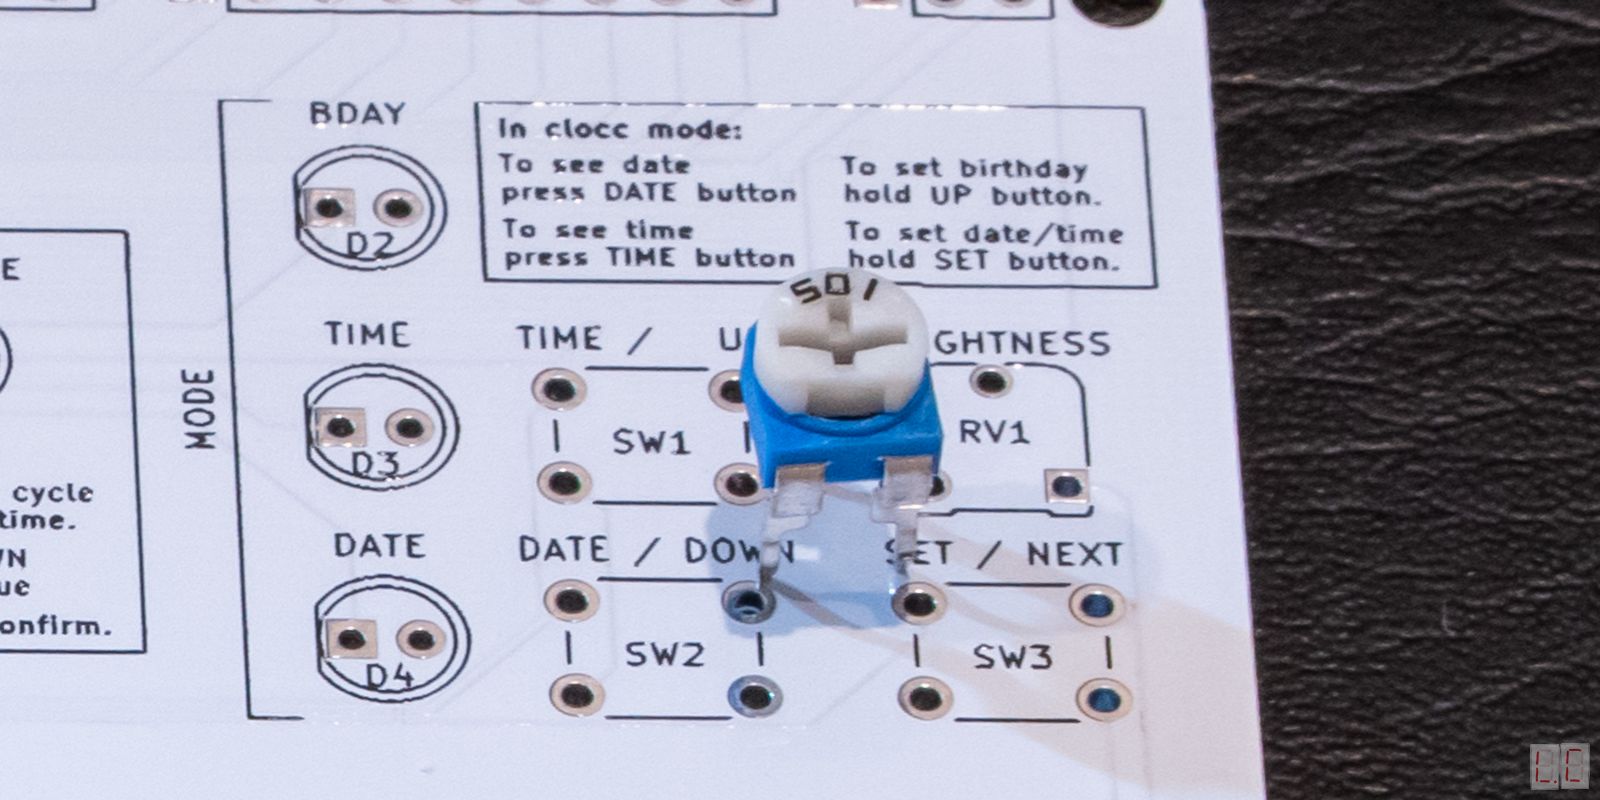 BDAY
In clocc mode:
To see date
press DATE button
To see time
press TIME button
To set birthday
hold UP button.
To set date/time
hold SET button.
D2
E
501
TIME
TIME / U
GHTNESS
MODE
SW1
RV1
D3
cycle
time.
DATE
DATE / DOWN
SET / NEXT
WN
ue
onfirm.
SW2
SW3
D4
L.C